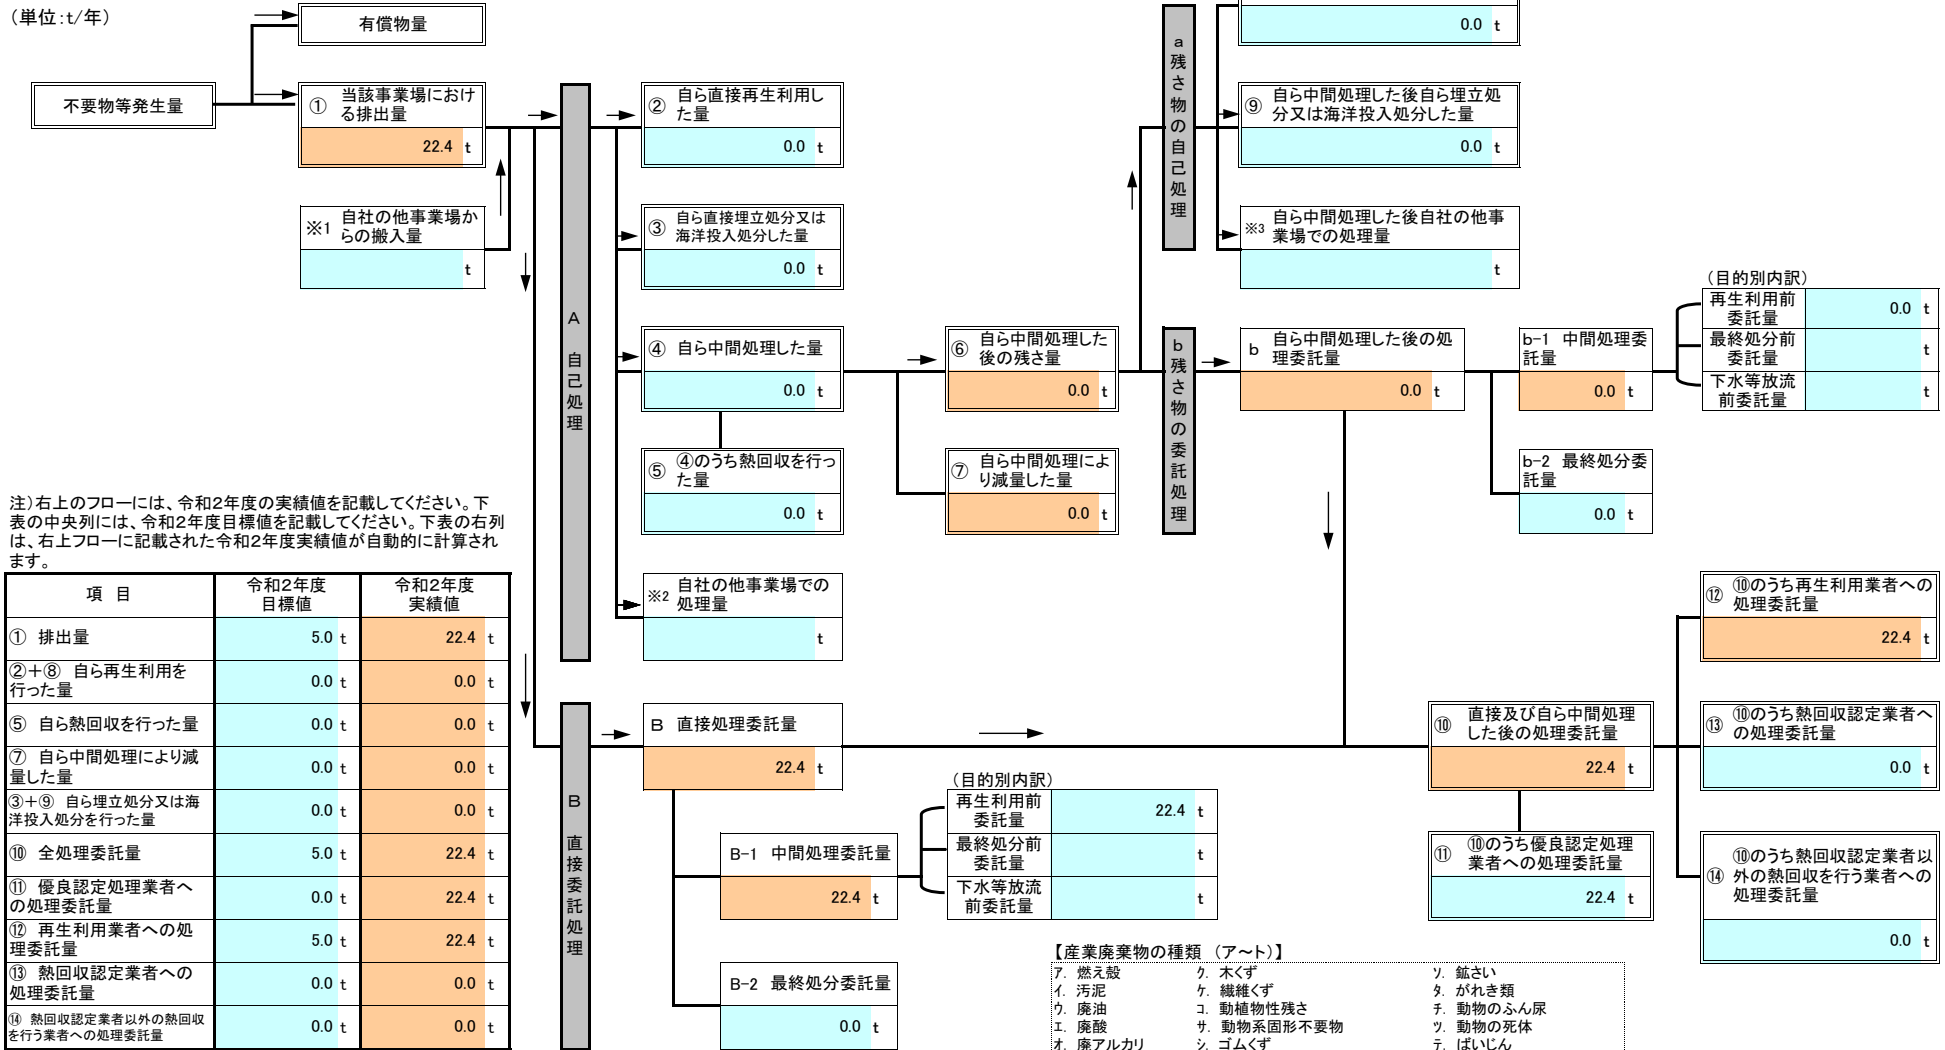 (単位:t/年)
有償物量
不要物等発生量
① 当該事業場におけ
る排出量
22.4 t
※1 自社の他事業場か
らの搬入量
t
A 自己処理
② 自ら直接再生利用し
た量
0.0 t
③ 自ら直接埋立処分又は
海洋投入処分した量
0.0 t
④ 自ら中間処理した量
0.0 t
⑤ ④のうち熱回収を行っ
た量
0.0 t
※2 自社の他事業場での
処理量
t
⑥ 自ら中間処理した
後の残さ量
0.0 t
⑦ 自ら中間処理によ
り減量した量
0.0 t
a 残さ物の自己処理
0.0 t
⑨ 自ら中間処理した後自ら埋立処
分又は海洋投入処分した量
0.0 t
※3 自ら中間処理した後自社の他事
業場での処理量
t
b 残さ物の委託処理
b 自ら中間処理した後の処
理委託量
0.0 t
b-1 中間処理委
託量
0.0 t
b-2 最終処分委
託量
0.0 t
(目的別内訳)
再生利用前
委託量
0.0 t
最終処分前
委託量
t
下水等放流
前委託量
t
注)右上のフローには、令和2年度の実績値を記載してください。下
表の中央列には、令和2年度目標値を記載してください。下表の右列
は、右上フローに記載された令和2年度実績値が自動的に計算され
ます。
項 目 令和2年度 令和2年度
目標値 実績値
① 排出量 5.0 t 22.4 t
②+⑧ 自ら再生利用を
行った量 0.0 t 0.0 t
⑤ 自ら熱回収を行った量 0.0 t 0.0 t
⑦ 自ら中間処理により減
量した量 0.0 t 0.0 t
③+⑨ 自ら埋立処分又は海
洋投入処分を行った量 0.0 t 0.0 t
⑩ 全処理委託量 5.0 t 22.4 t
⑪ 優良認定処理業者へ
の処理委託量 0.0 t 22.4 t
⑫ 再生利用業者への処
理委託量 5.0 t 22.4 t
⑬ 熱回収認定業者への
処理委託量 0.0 t 0.0 t
⑭ 熱回収認定業者以外の熱回収
を行う業者への処理委託量 0.0 t 0.0 t
B 直接委託処理
B 直接処理委託量
22.4 t
B-1 中間処理委託量
22.4 t
B-2 最終処分委託量
0.0 t
(目的別内訳)
再生利用前
委託量
22.4 t
最終処分前
委託量
t
下水等放流
前委託量
t
⑩ 直接及び自ら中間処理
した後の処理委託量
22.4 t
⑪ ⑩のうち優良認定処理
業者への処理委託量
22.4 t
⑫ ⑩のうち再生利用業者への
処理委託量
22.4 t
⑬ ⑩のうち熱回収認定業者へ
の処理委託量
0.0 t
⑭ ⑩のうち熱回収認定業者以
外の熱回収を行う業者への
処理委託量
0.0 t
【産業廃棄物の種類 (ア~ト)】
ア. 燃え殻 ク. 木くず ソ. 鉱さい
イ. 汚泥 ケ. 繊維くず タ. がれき類
ウ. 廃油 コ. 動植物性残さ チ. 動物のふん尿
エ. 廃酸 サ. 動物系固形不要物 ツ. 動物の死体
オ. 廃アルカリ シ. ゴムくず テ. ばいじん